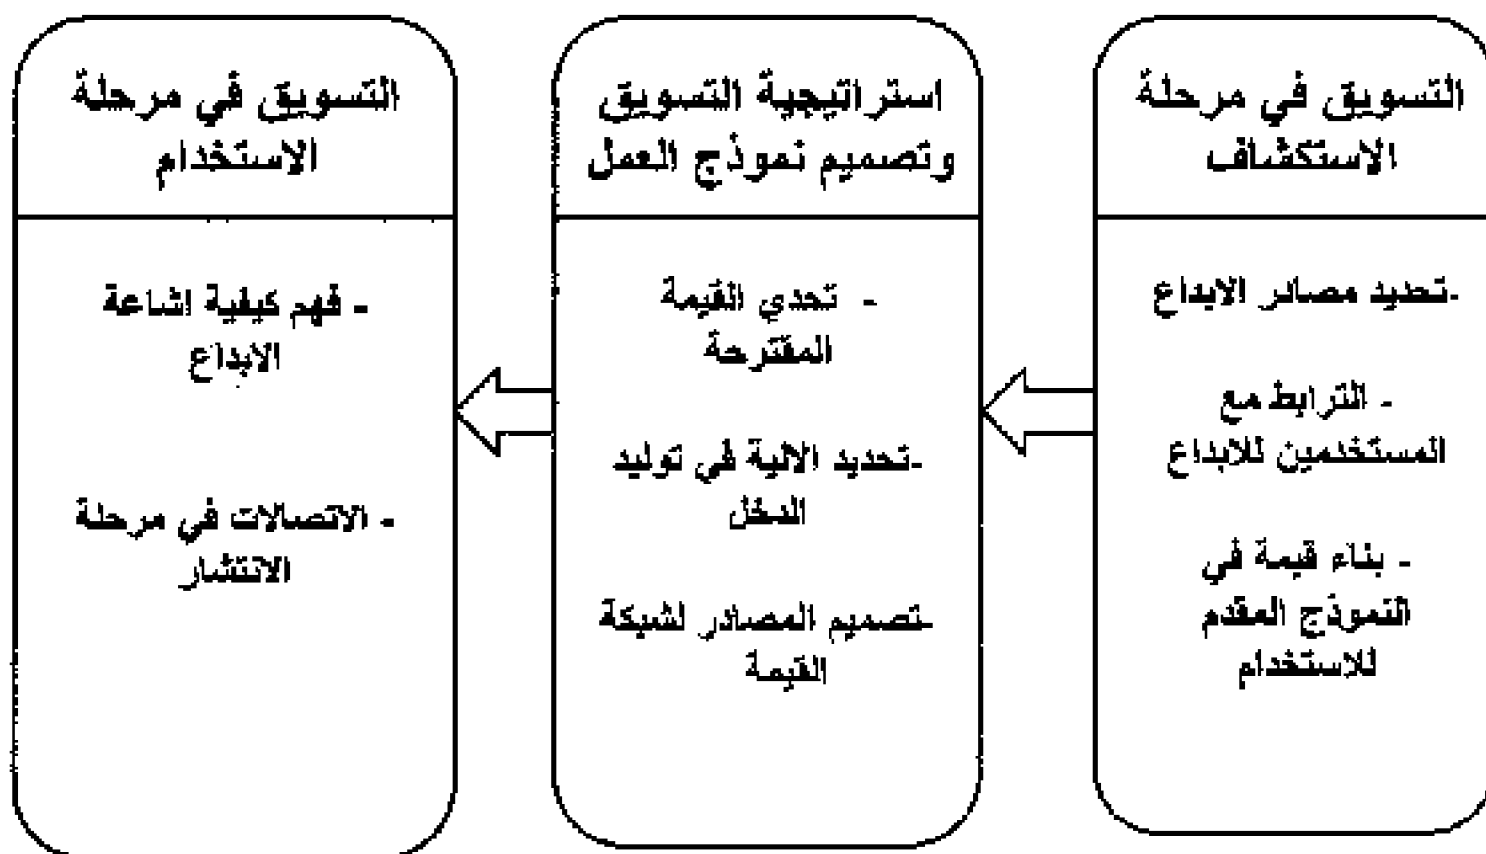 التسويق في مرحلة
الاستكشاف
-تحديد مصادر الابداع
- الترابط مع
المستخدمين للابداع
- بناء قيمة في
النموذج المقدم
للاستخدام
استراتيجية التسويق
وتصميم نموذج العمل
- تحدي القيمة
المقترحة
-تحديد الالية في توليد
الدخل
-تصميم المصادر لشبكة
القيمة
التسويق في مرحلة
الاستخدام
- فهم كيفية اشاعة
الابداع
- الاتصالات في مرحلة
الانتشار